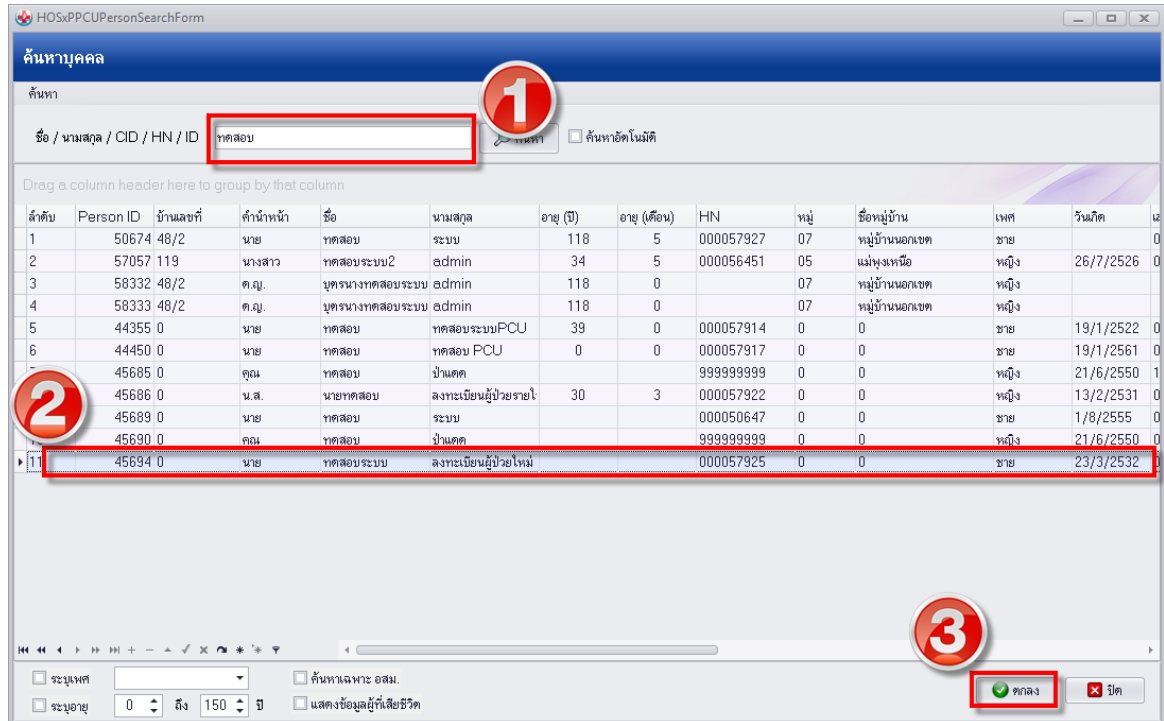 HOSxPPCUPersonSearchForm
ค้นหาบุคคล
ค้นหา
1
ชื่อ / นามสกุล / CID / HN / ID ทดสอบ ค้นหา ค้นหาอัตโนมัติ
Drag a column header here to group by that column
ลำดับ Person ID บ้านเลขที่ คำนำหน้า ชื่อ นามสกุล อายุ (ปี) อายุ (เดือน) HN หมู่ ชื่อหมู่บ้าน เพศ วันเกิด
1 50674 48/2 นาย ทดสอบ ระบบ 118 5 000057927 07 หมู่บ้านนอกเขต ชาย 0
2 57057 119 นางสาว ทดสอบระบบ2 admin 34 5 000056451 05 แม่พุงเหนือ หญิง 26/7/2526 0
3 58332 48/2 ด.ญ. บุตรนางทดสอบระบบ admin 118 0 07 หมู่บ้านนอกเขต หญิง
4 58333 48/2 ด.ญ. บุตรนางทดสอบระบบ admin 118 0 07 หมู่บ้านนอกเขต หญิง
5 44355 0 นาย ทดสอบ ทดสอบระบบPCU 39 0 000057914 0 0 ชาย 19/1/2522 0
6 44450 0 นาย ทดสอบ ทดสอบ PCU 0 0 000057917 0 0 ชาย 19/1/2561 0
45685 0 คุณ ทดสอบ ป่าแดด 999999999 0 0 หญิง 21/6/2550 1
2
45686 0 น.ส. นายทดสอบ ลงทะเบียนผู้ป่วยรายใ 30 3 000057922 0 0 หญิง 13/2/2531 0
45689 0 นาย ทดสอบ ระบบ 000050647 0 0 ชาย 1/8/2555 0
45690 0 คุณ ทดสอบ ป่าแดด 999999999 0 0 หญิง 21/6/2550 0
11 45694 0 นาย ทดสอบระบบ ลงทะเบียนผู้ป่วยใหม่ 000057925 0 0 ชาย 23/3/2532 0
3
ระบุเพศ ค้นหาเฉพาะ อสม.
ตกลง ปิด
ระบุอายุ 0 ถึง 150 ปี แสดงข้อมูลผู้ที่เสียชีวิต